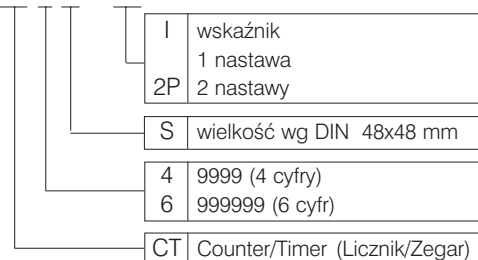 I wskaźnik
1 nastawa
2P 2 nastawy
S wielkość wg DIN 48x48 mm
4 9999 (4 cyfry)
6 999999 (6 cyfr)
CT Counter/Timer (Licznik/Zegar)